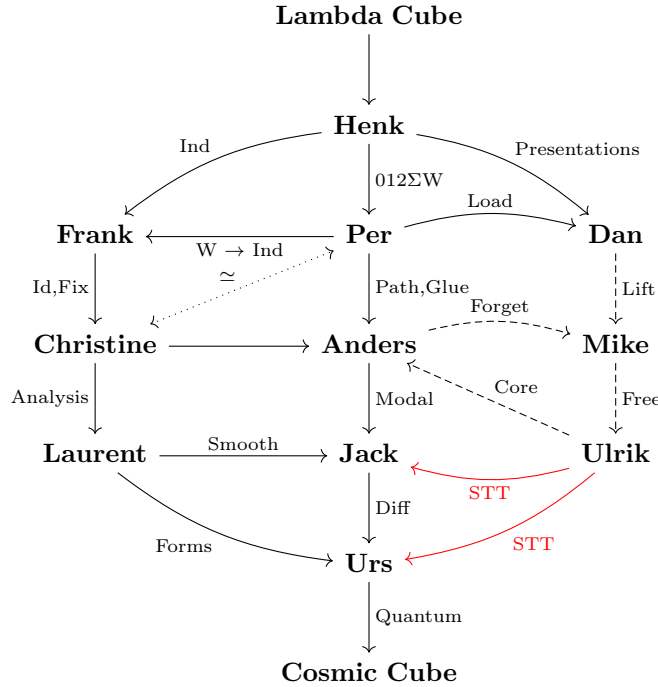 Lambda Cube
Henk
Ind
Presentations
012ΣW
Load
Frank
Per
Dan
W → Ind
≃
Id,Fix
Path,Glue
Lift
Forget
Christine
Anders
Mike
Core
Analysis
Modal
Free
Smooth
Laurent
Jack
Ulrik
STT
Diff
Forms
STT
Urs
Quantum
Cosmic Cube